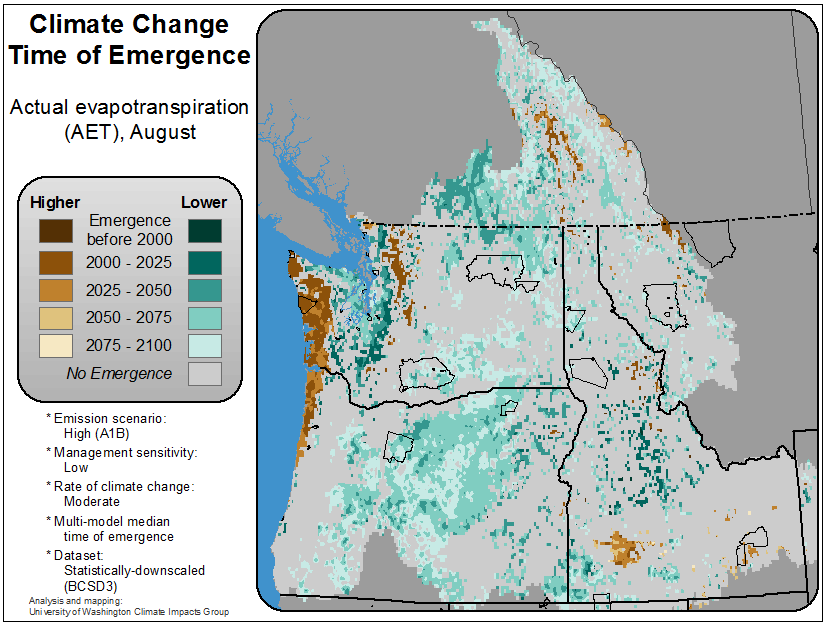 Climate Change
Time of Emergence
Actual evapotranspiration
(AET), August
Higher Lower
Emergence
before 2000
2000 - 2025
2025 - 2050
2050 - 2075
2075 - 2100
No Emergence
* Emission scenario:
High (A1B)
* Management sensitivity:
Low
* Rate of climate change:
Moderate
* Multi-model median
time of emergence
* Dataset:
Statistically-downscaled
(BCSD3)
Analysis and mapping:
University of Washington Climate Impacts Group